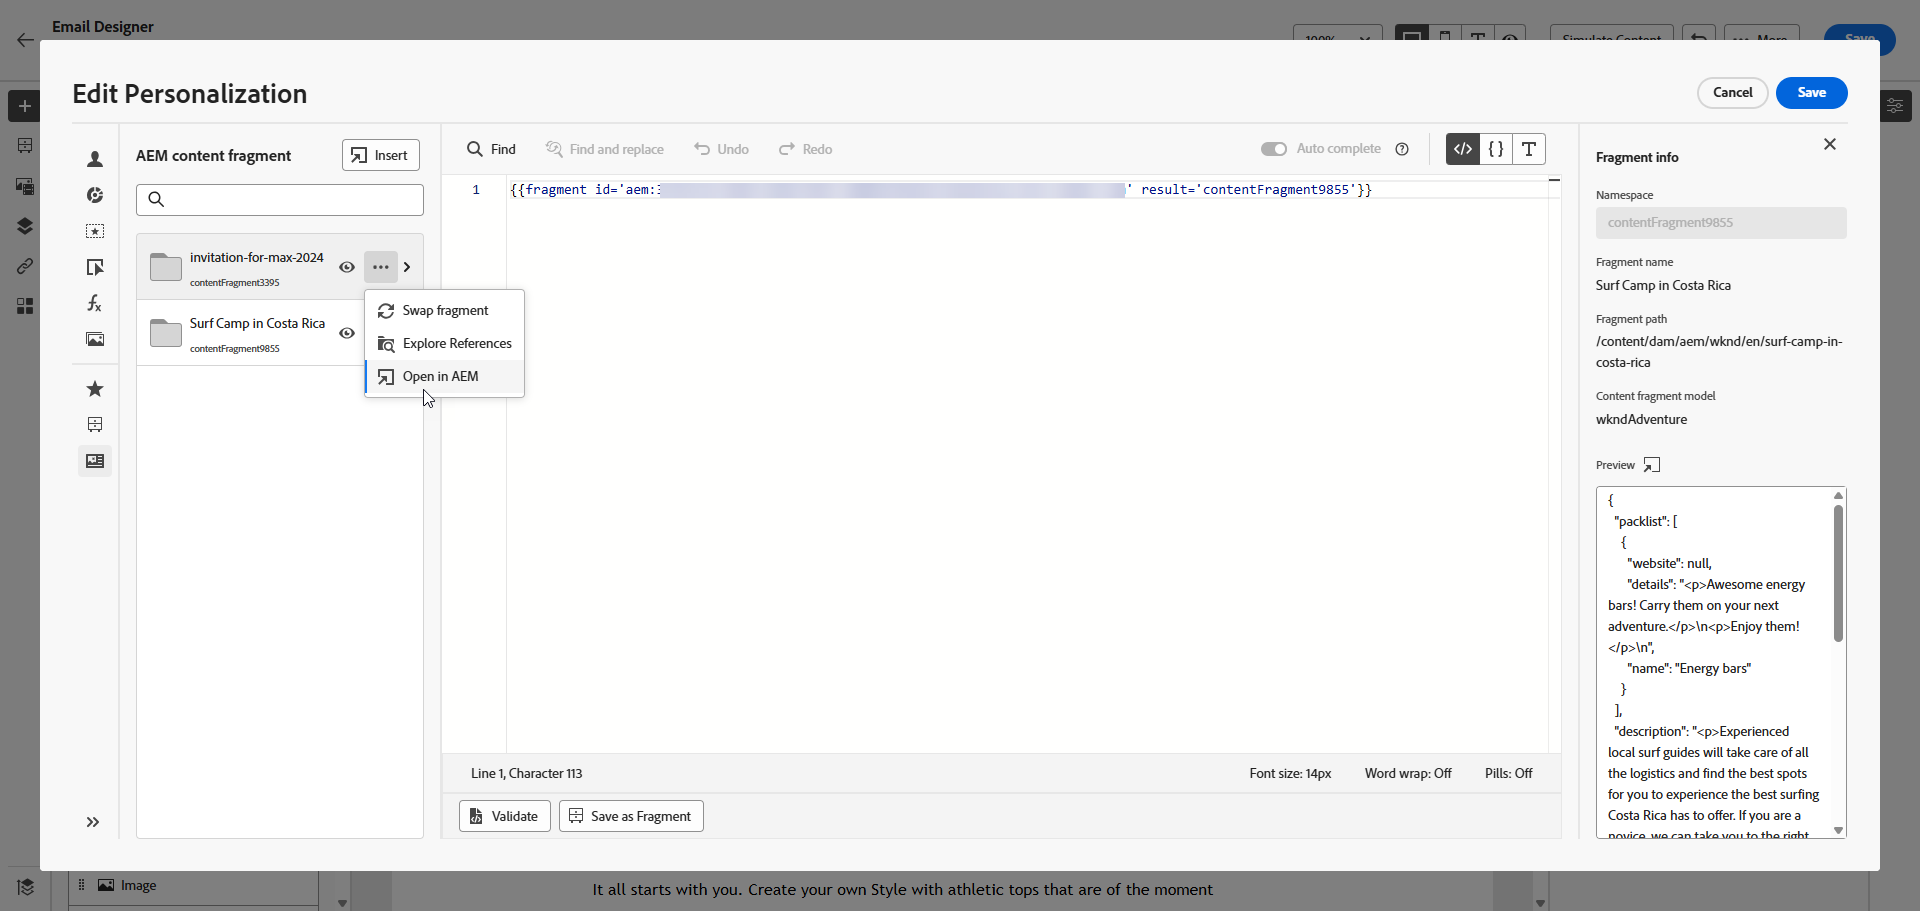 Email Designer
100%
Simulate Content
More
Save
Edit Personalization
Cancel
Save
AEM content fragment
Insert
invitation-for-max-2024
contentFragment3395
Surf Camp in Costa Rica
contentFragment9855
Swap fragment
Explore References
Open in AEM
Find
Find and replace
Undo
Redo
Auto complete
1
{{fragment id='aem:
' result='contentFragment9855'}}
Line 1, Character 113
Font size: 14px
Word wrap: Off
Pills: Off
Validate
Save as Fragment
Fragment info
Namespace
contentFragment9855
Fragment name
Surf Camp in Costa Rica
Fragment path
/content/dam/aem/wknd/en/surf-camp-in-
costa-rica
Content fragment model
wkndAdventure
Preview
{
"packlist": [
{
"website": null,
"details": "<p>Awesome energy
bars! Carry them on your next
adventure.</p>\n<p>Enjoy them!
</p>\n",
"name": "Energy bars"
}
],
"description": "<p>Experienced
local surf guides will take care of all
the logistics and find the best spots
for you to experience the best surfing
Costa Rica has to offer. If you are a
novice, we can take you to the right
Image
It all starts with you. Create your own Style with athletic tops that are of the moment